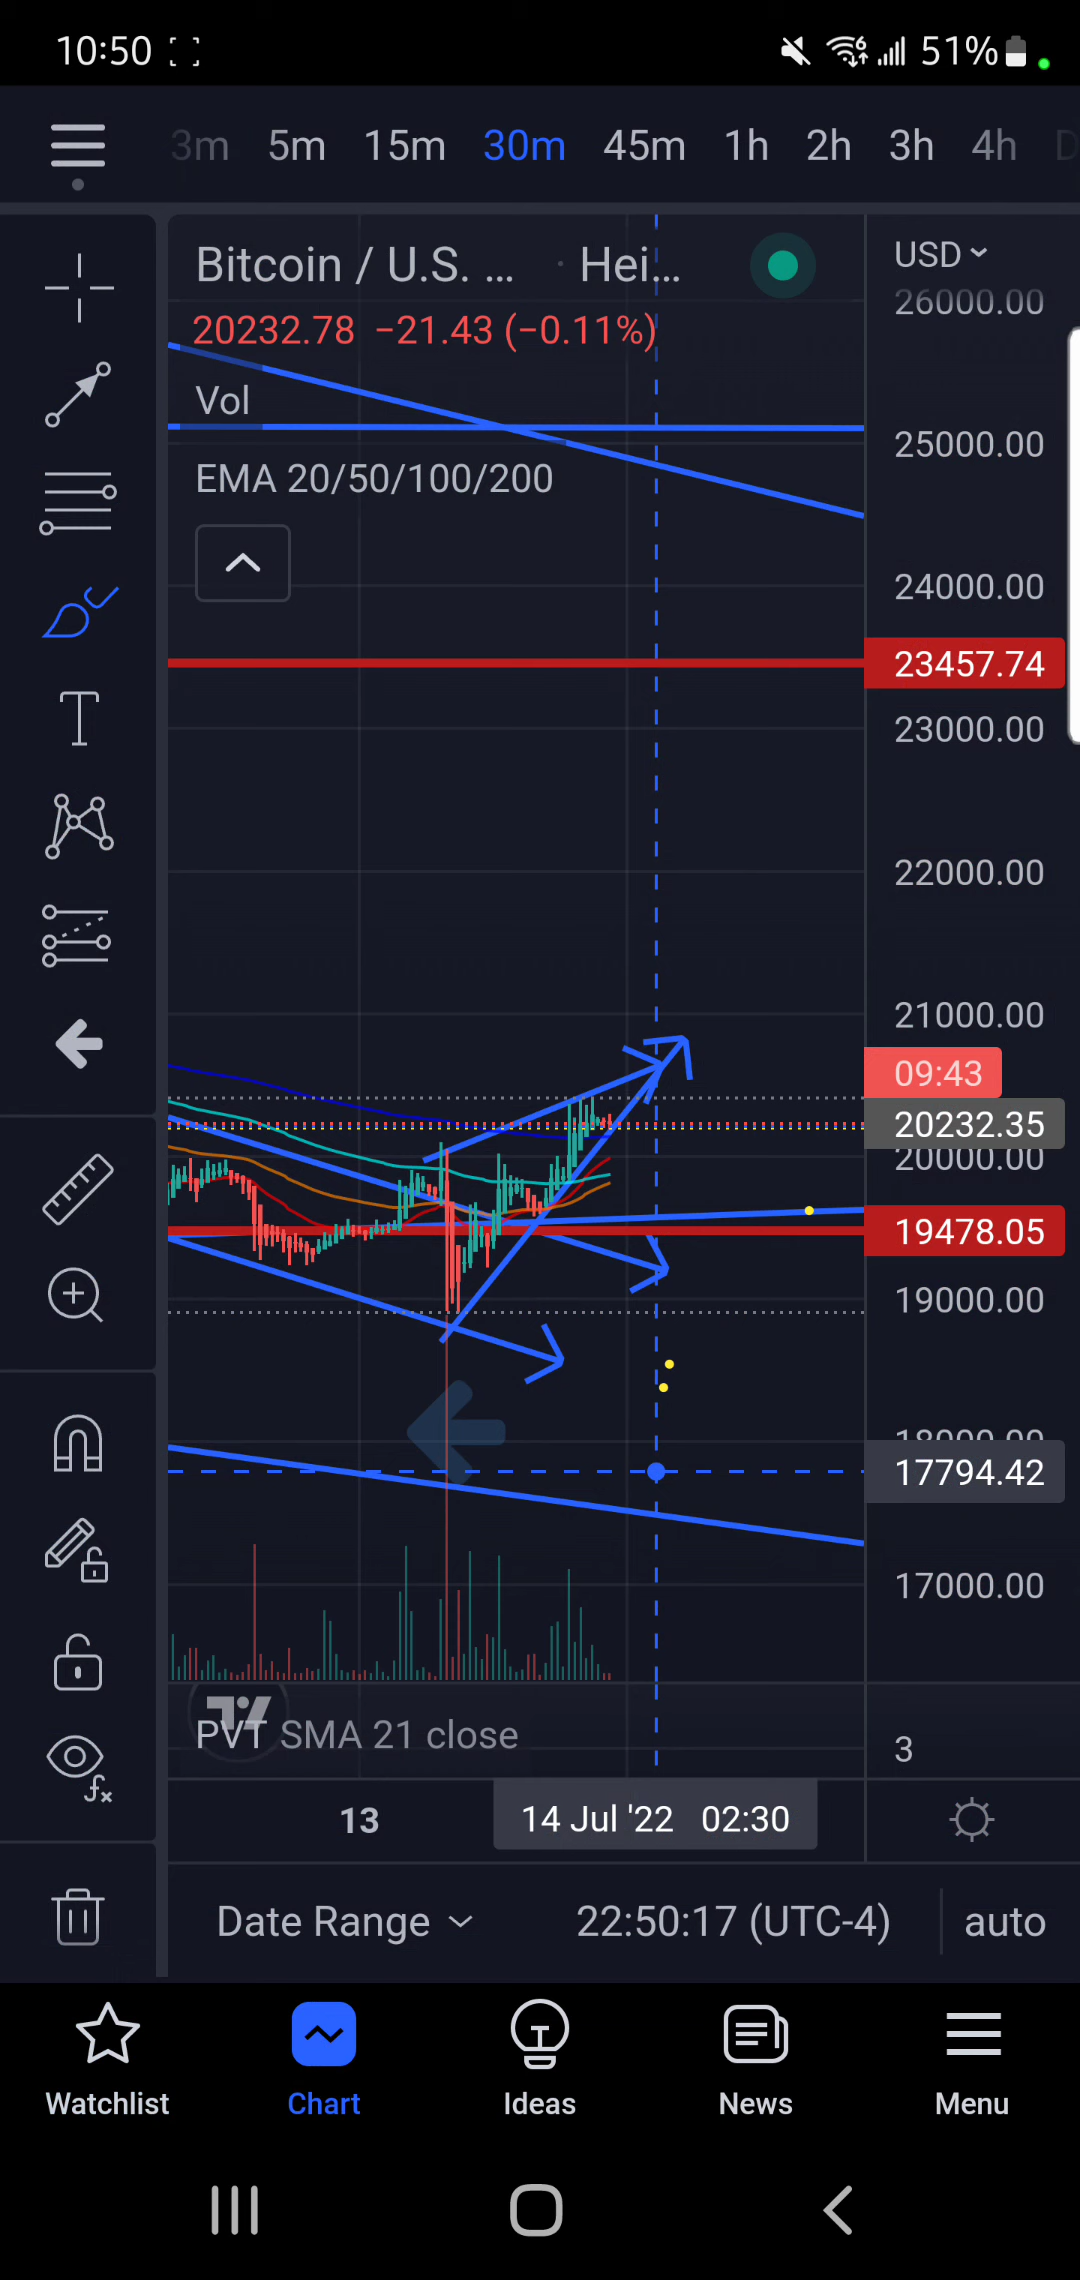 10:50 51%
3m 5m 15m 30m 45m 1h 2h 3h 4h D
Bitcoin / U.S. ... · Hei...
USD
26000.00
20232.78 −21.43 (−0.11%)
Vol
25000.00
EMA 20/50/100/200
24000.00
23457.74
23000.00
22000.00
21000.00
09:43
20232.35
20000.00
19478.05
19000.00
18000.00
17794.42
17000.00
PVT SMA 21 close
3
13 14 Jul '22 02:30
Date Range 22:50:17 (UTC-4) auto
Watchlist Chart Ideas News Menu